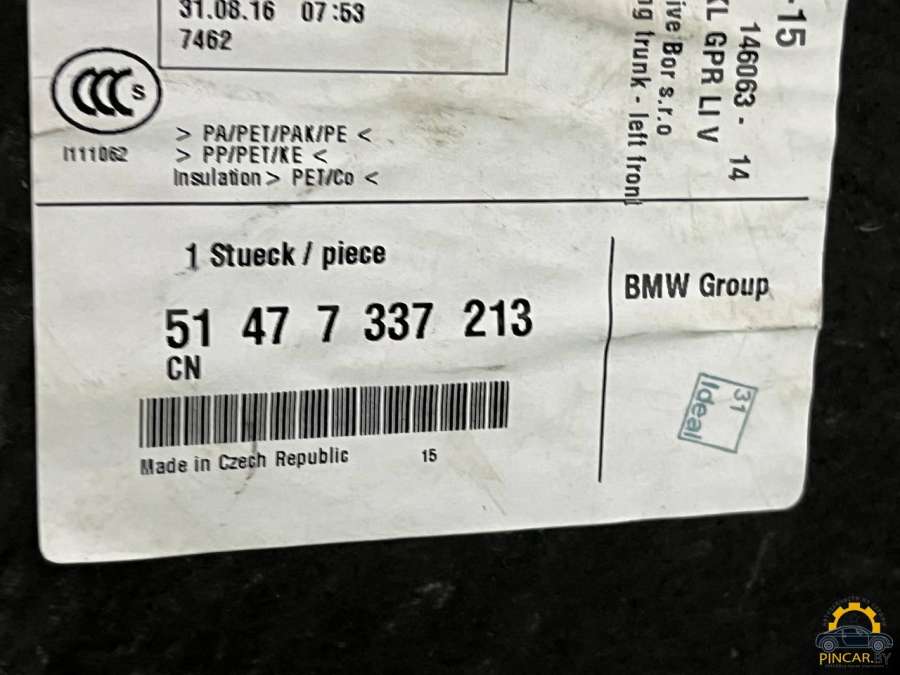 31.08.16 07:53
7462
CCC S
I111062
> PA/PET/PAK/PE <
> PP/PET/KE <
Insulation > PET/Co <
-15
146063 - 14
KL GPR LI V
ive Bor s.r.o
ng trunk - left front
1 Stueck / piece
51 47 7 337 213
CN
Made in Czech Republic 15
BMW Group
31
Ideal
PINCAR.BY